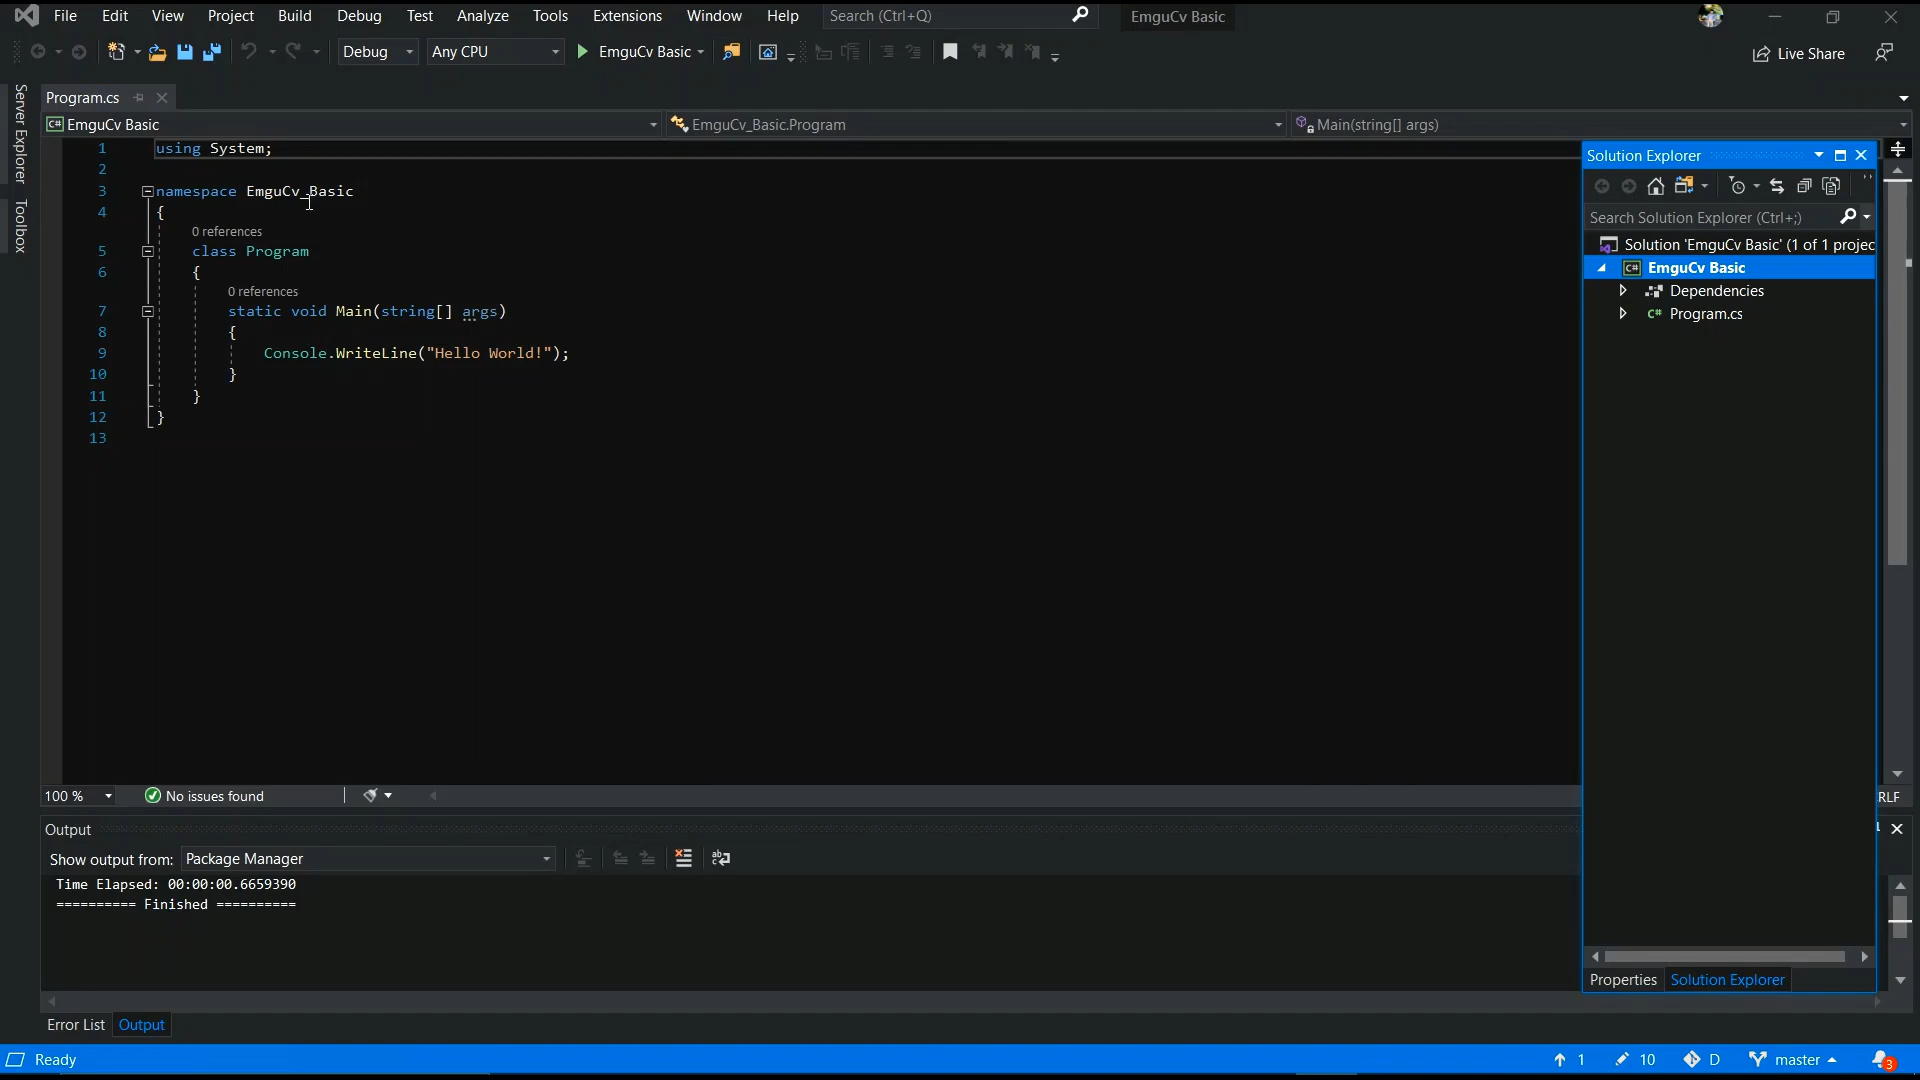 File Edit View Project Build Debug Test Analyze Tools Extensions Window Help Search (Ctrl+Q) EmguCv Basic
Debug Any CPU EmguCv Basic Live Share
Server Explorer
Toolbox
Program.cs
C# EmguCv Basic EmguCv_Basic.Program Main(string[] args)
1 using System;
2
3 namespace EmguCv_Basic
4 {
0 references
5 class Program
6 {
0 references
7 static void Main(string[] args)
8 {
9 Console.WriteLine("Hello World!");
10 }
11 }
12 }
13
Solution Explorer
Search Solution Explorer (Ctrl+;)
Solution 'EmguCv Basic' (1 of 1 projec
C# EmguCv Basic
Dependencies
C# Program.cs
Properties Solution Explorer
100 % No issues found RLF
Output
Show output from: Package Manager
Time Elapsed: 00:00:00.6659390
========== Finished ==========
Error List Output
Ready 1 10 D master 3